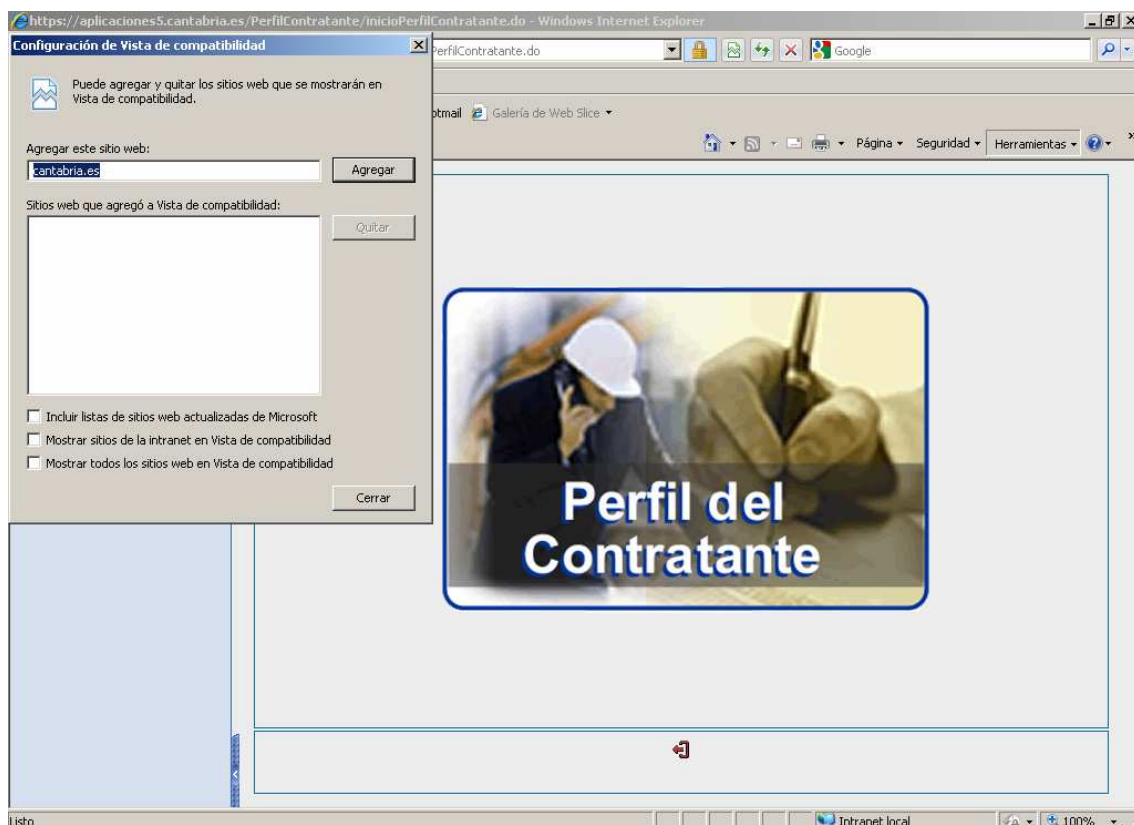 https://aplicaciones5.cantabria.es/PerfilContratante/inicioPerfilContratante.do - Windows Internet Explorer
Configuración de Vista de compatibilidad
PerfilContratante.do
Google
Puede agregar y quitar los sitios web que se mostrarán en
Vista de compatibilidad.
Galería de Web Slice
Página
Seguridad
Herramientas
Agregar este sitio web:
cantabria.es
Agregar
Sitios web que agregó a Vista de compatibilidad:
Quitar
Incluir listas de sitios web actualizadas de Microsoft
Mostrar sitios de la intranet en Vista de compatibilidad
Mostrar todos los sitios web en Vista de compatibilidad
Cerrar
Perfil del
Contratante
Listo
Intranet local
100%